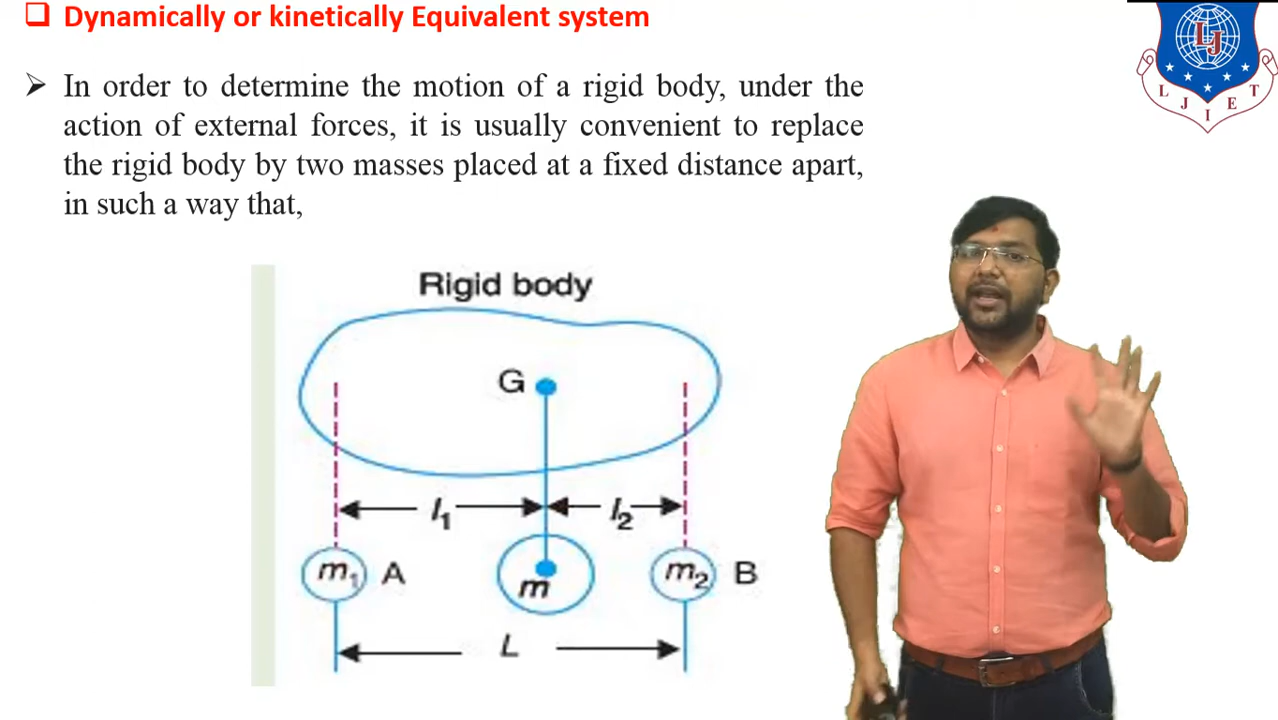 Dynamically or kinetically Equivalent system
In order to determine the motion of a rigid body, under the
action of external forces, it is usually convenient to replace
the rigid body by two masses placed at a fixed distance apart,
in such a way that,
Rigid body
G
l₁ l₂
m₁ A m m₂ B
L
LJ
L J I E T